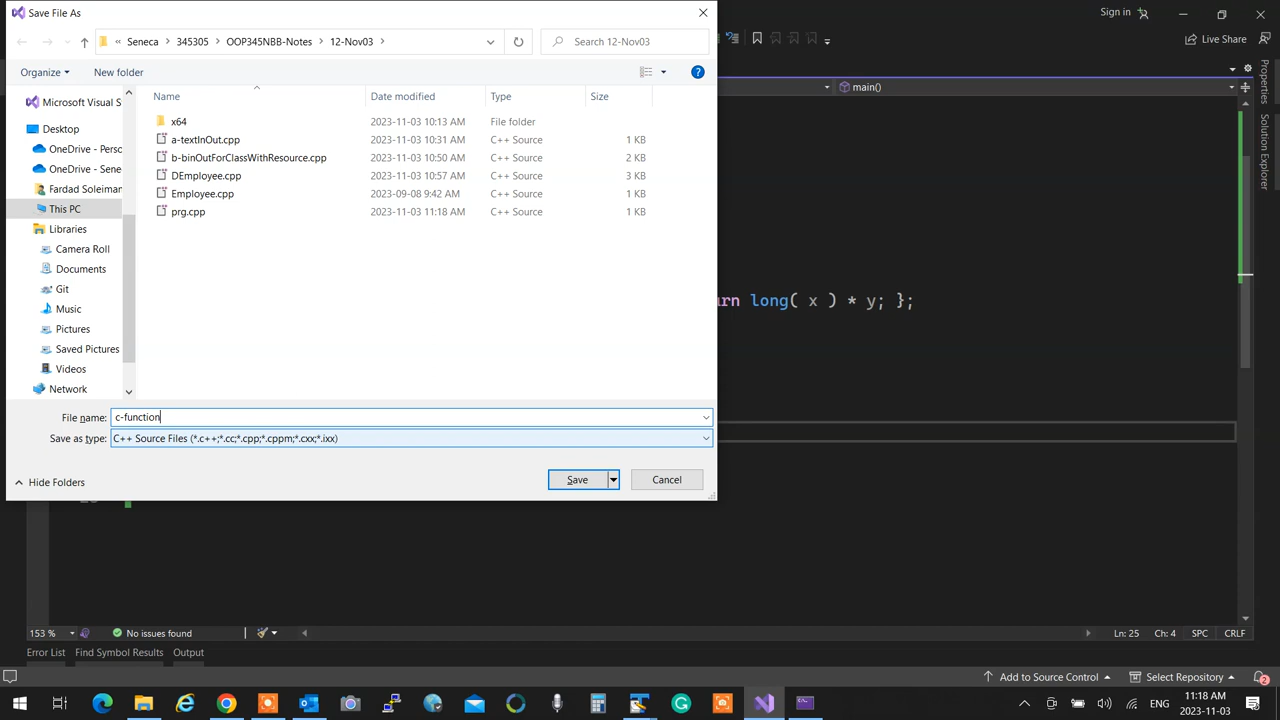 Save File As
Sign in
« Seneca > 345305 > OOP345NBB-Notes > 12-Nov03 >
Search 12-Nov03
Live Share
Organize
New folder
?
main()
Name
Date modified
Type
Size
Microsoft Visual S
Desktop
OneDrive - Perso
OneDrive - Sene
Fardad Soleiman
This PC
Libraries
Camera Roll
Documents
Git
Music
Pictures
Saved Pictures
Videos
Network
x64 2023-11-03 10:13 AM File folder
a-textInOut.cpp 2023-11-03 10:31 AM C++ Source 1 KB
b-binOutForClassWithResource.cpp 2023-11-03 10:50 AM C++ Source 2 KB
DEmployee.cpp 2023-11-03 10:57 AM C++ Source 3 KB
Employee.cpp 2023-09-08 9:42 AM C++ Source 1 KB
prg.cpp 2023-11-03 11:18 AM C++ Source 1 KB
Properties
Solution Explorer
urn long( x ) * y; };
File name: c-function
Save as type: C++ Source Files (*.c++;*.cc;*.cpp;*.cppm;*.cxx;*.ixx)
Hide Folders
Save
Cancel
153 %
No issues found
Ln: 25 Ch: 4 SPC CRLF
Error List Find Symbol Results Output
Add to Source Control
Select Repository
2
ENG
11:18 AM
2023-11-03